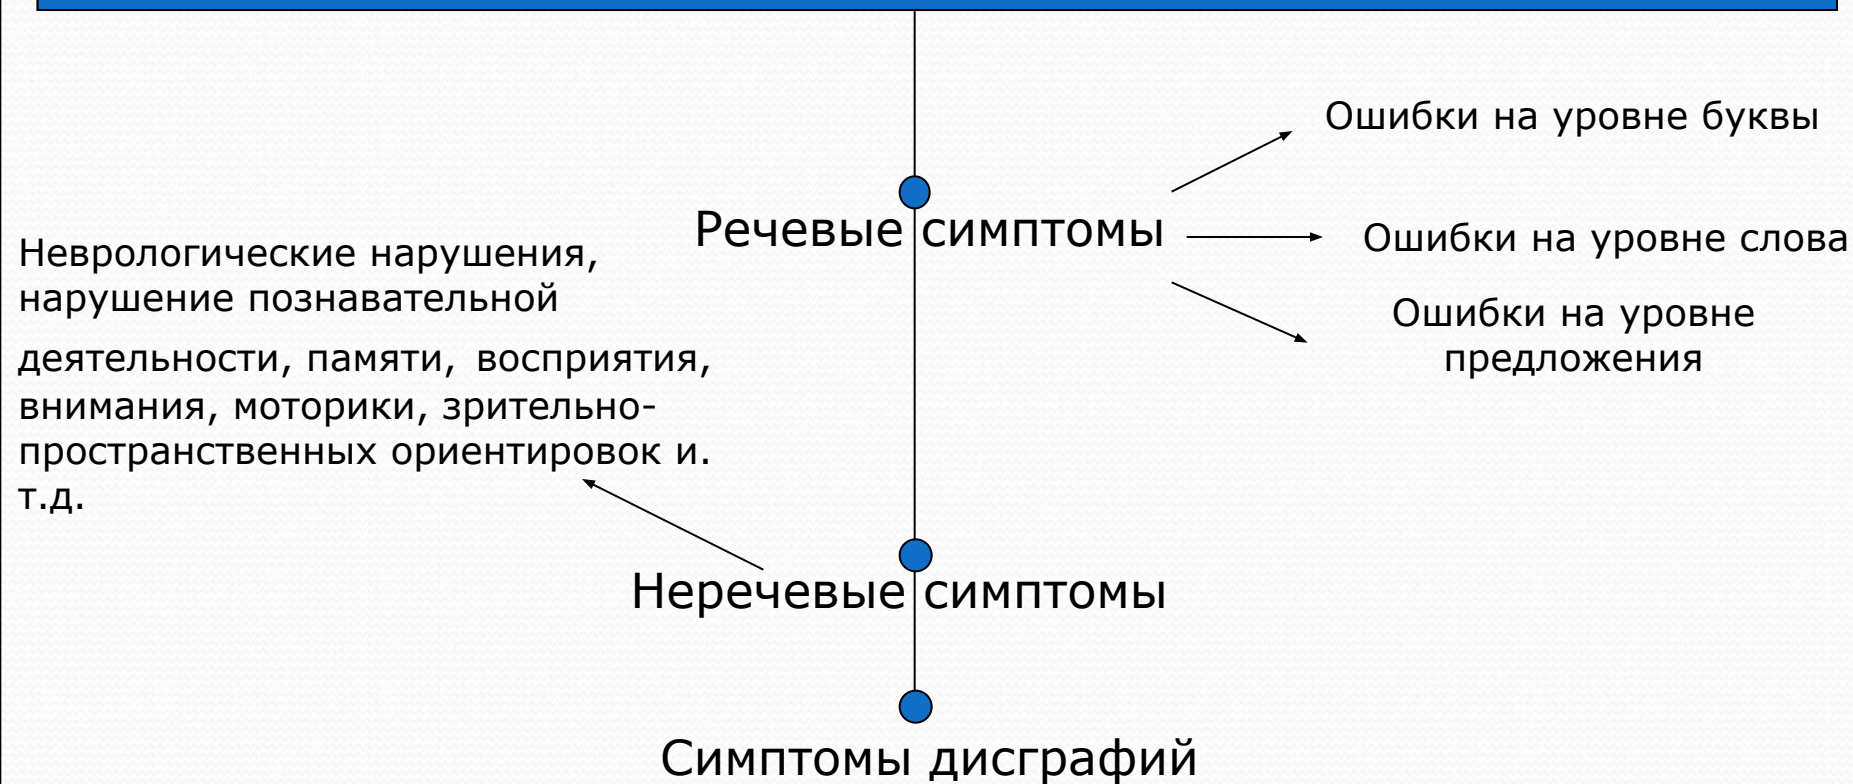 Ошибки на уровне буквы
Речевые симптомы
Ошибки на уровне слова
Ошибки на уровне
предложения
Неврологические нарушения,
нарушение познавательной
деятельности, памяти, восприятия,
внимания, моторики, зрительно-
пространственных ориентировок и.
т.д.
Неречевые симптомы
Симптомы дисграфий